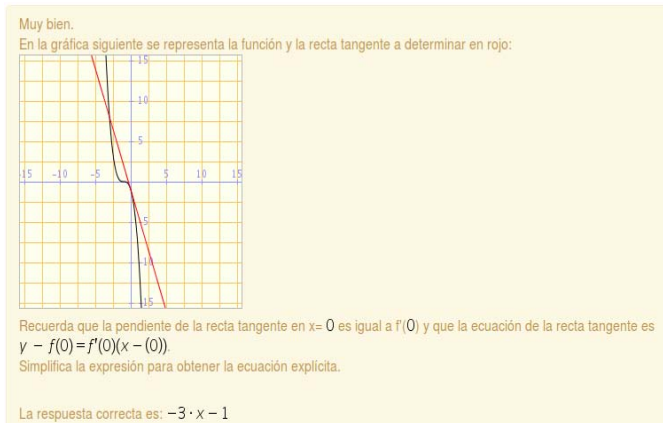 Muy bien.
En la gráfica siguiente se representa la función y la recta tangente a determinar en rojo:
15
10
5
15 -10 -5 5 10 15
5
10
15
Recuerda que la pendiente de la recta tangente en x= 0 es igual a f'(0) y que la ecuación de la recta tangente es
y - f(0)=f'(0)(x-(0)).
Simplifica la expresión para obtener la ecuación explícita.
La respuesta correcta es: -3·x-1